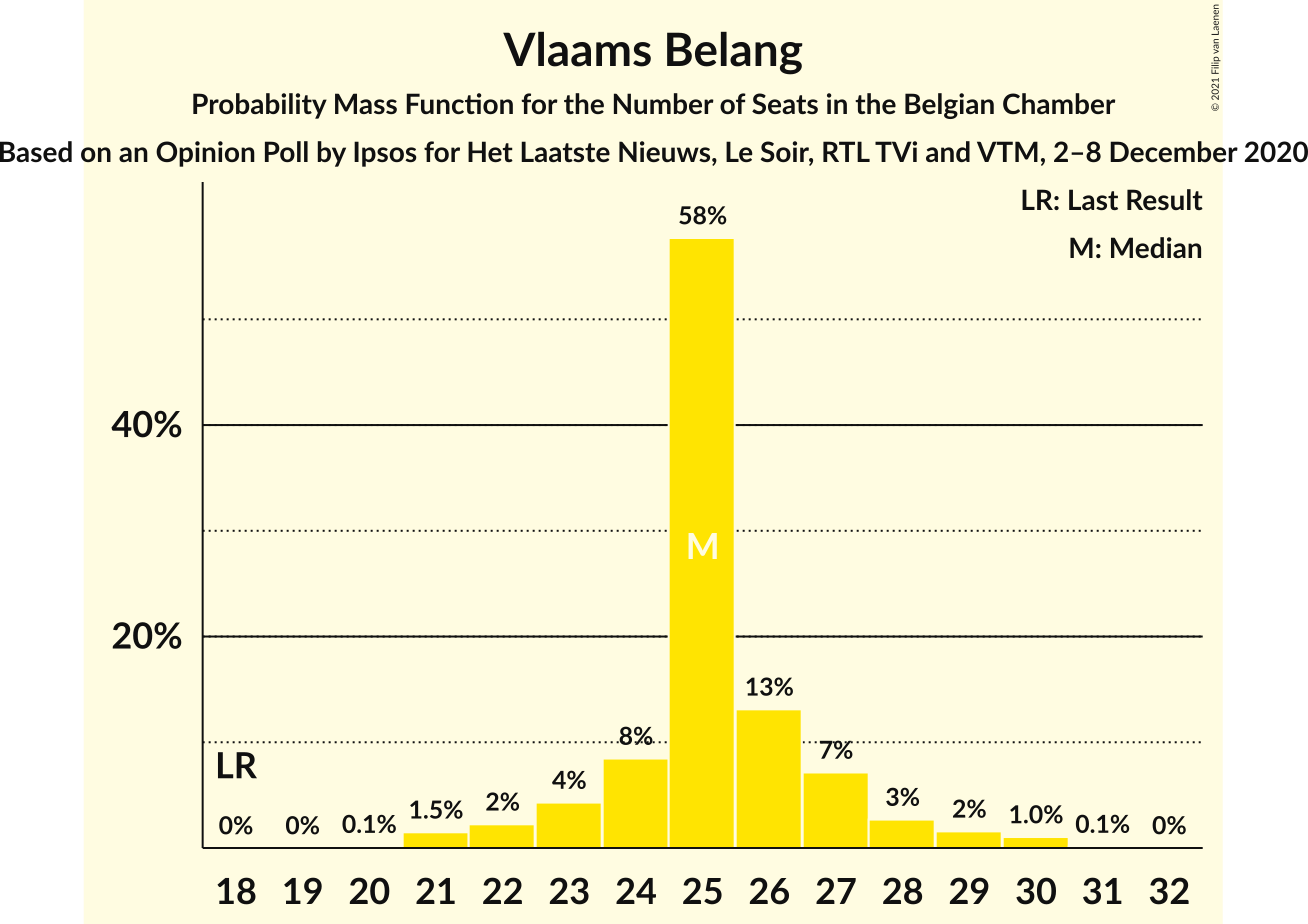 Vlaams Belang
Probability Mass Function for the Number of Seats in the Belgian Chamber
Based on an Opinion Poll by Ipsos for Het Laatste Nieuws, Le Soir, RTL TVi and VTM, 2–8 December 2020
© 2021 Filip van Laenen
LR: Last Result
M: Median
58%
40%
M
20%
13%
8%
7%
LR
4%
3%
2%
2%
1.5%
1.0%
0%
0%
0.1%
0.1%
0%
18 19 20 21 22 23 24 25 26 27 28 29 30 31 32